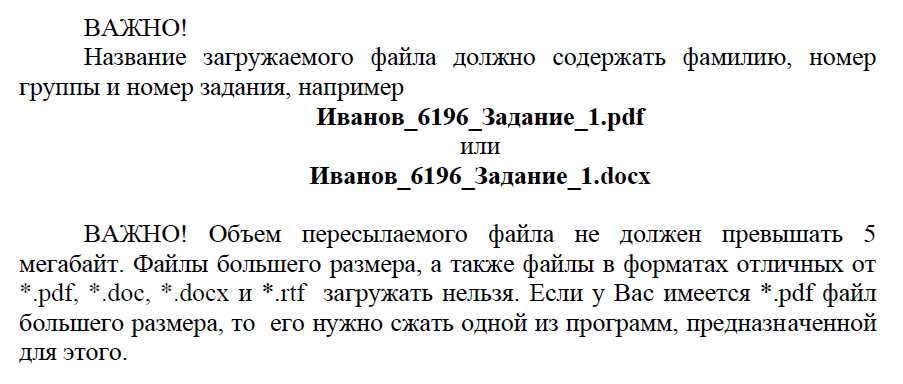 ВАЖНО!
Название загружаемого файла должно содержать фамилию, номер
группы и номер задания, например
Иванов_6196_Задание_1.pdf
или
Иванов_6196_Задание_1.docx
ВАЖНО! Объем пересылаемого файла не должен превышать 5
мегабайт. Файлы большего размера, а также файлы в форматах отличных от
*.pdf, *.doc, *.docx и *.rtf загружать нельзя. Если у Вас имеется *.pdf файл
большего размера, то его нужно сжать одной из программ, предназначенной
для этого.